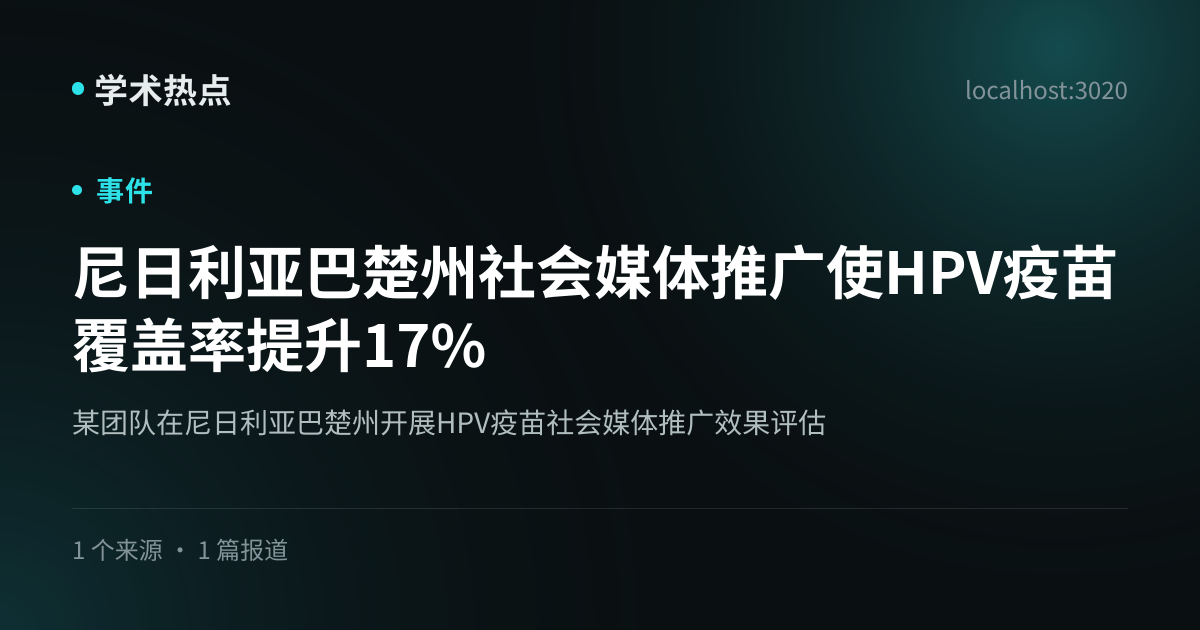 学术热点
localhost:3020
事件
尼日利亚巴楚州社会媒体推广使HPV疫苗
覆盖率提升17%
某团队在尼日利亚巴楚州开展HPV疫苗社会媒体推广效果评估
1 个来源 · 1 篇报道